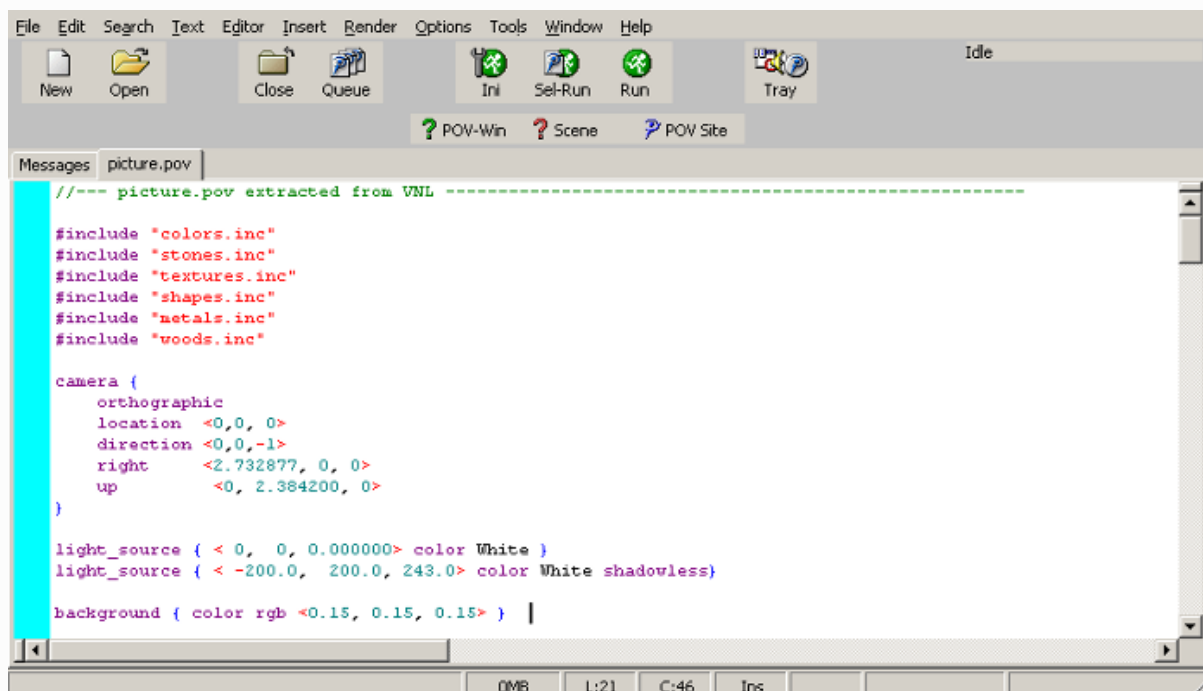 File Edit Search Text Editor Insert Render Options Tools Window Help
New Open Close Queue Ini Sel-Run Run Tray Idle
POV-Win Scene POV Site
Messages picture.pov
//--- picture.pov extracted from VNL -------------------------------------------------------
#include "colors.inc"
#include "stones.inc"
#include "textures.inc"
#include "shapes.inc"
#include "metals.inc"
#include "woods.inc"
camera {
orthographic
location <0,0, 0>
direction <0,0,-1>
right <2.732877, 0, 0>
up <0, 2.384200, 0>
}
light_source { < 0, 0, 0.000000> color White }
light_source { < -200.0, 200.0, 243.0> color White shadowless}
background { color rgb <0.15, 0.15, 0.15> }
0MB L:21 C:46 Ins